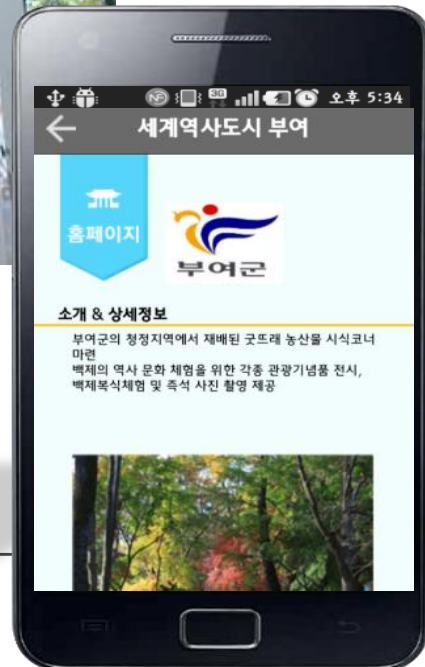 3G
오후 5:34
세계역사도시 부여
홈페이지
부여군
소개 & 상세정보
부여군의 청정지역에서 재배된 굿뜨래 농산물 시식코너
마련
백제의 역사 문화 체험을 위한 각종 관광기념품 전시,
백제복식체험 및 즉석 사진 촬영 제공